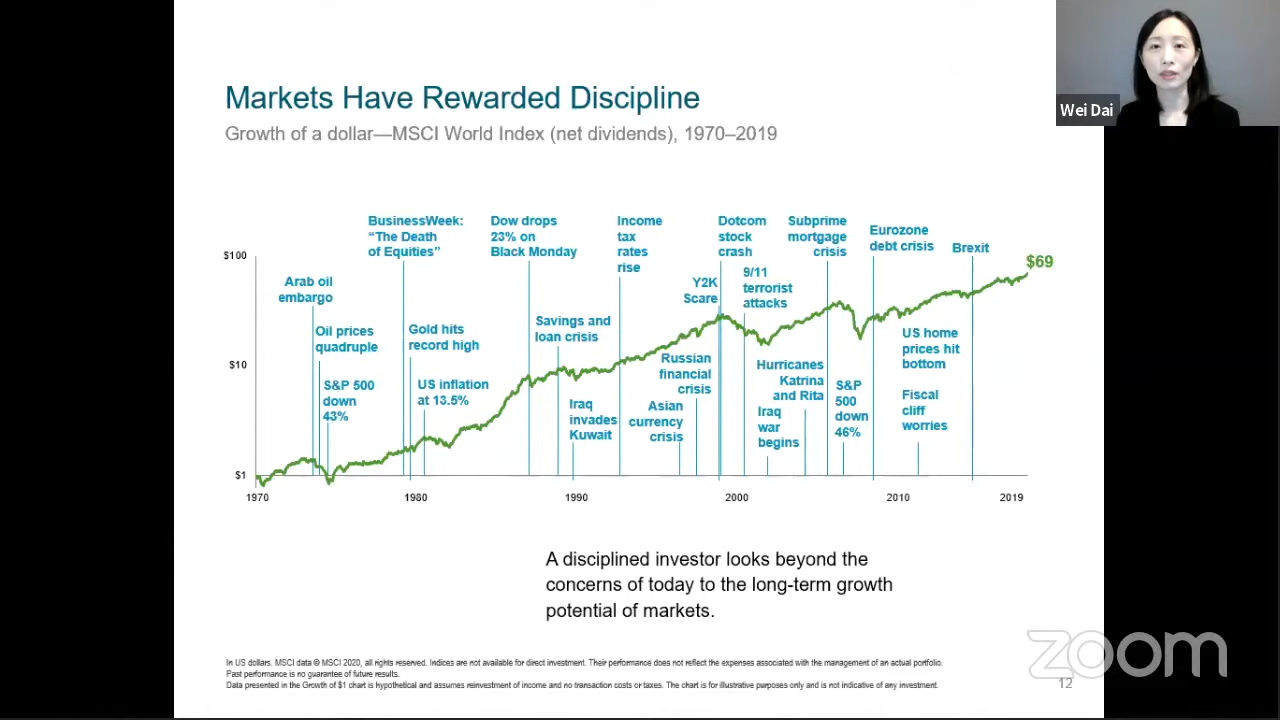 Markets Have Rewarded Discipline
Growth of a dollar—MSCI World Index (net dividends), 1970–2019
Wei Dai
BusinessWeek:
“The Death
of Equities”
Dow drops
23% on
Black Monday
Income
tax
rates
rise
Dotcom
stock
crash
Subprime
mortgage
crisis
Eurozone
debt crisis
Brexit
$100
$69
Arab oil
embargo
Y2K
Scare
9/11
terrorist
attacks
Oil prices
quadruple
Gold hits
record high
Savings and
loan crisis
US home
prices hit
bottom
$10
Russian
financial
crisis
Hurricanes
Katrina
and Rita
S&P 500
down
43%
US inflation
at 13.5%
S&P
500
down
46%
Fiscal
cliff
worries
Iraq
invades
Kuwait
Asian
currency
crisis
Iraq
war
begins
$1
1970
1980
1990
2000
2010
2019
A disciplined investor looks beyond the
concerns of today to the long-term growth
potential of markets.
In US dollars. MSCI data © MSCI 2020, all rights reserved. Indices are not available for direct investment. Their performance does not reflect the expenses associated with the management of an actual portfolio.
Past performance is no guarantee of future results.
Data presented in the Growth of $1 chart is hypothetical and assumes reinvestment of income and no transaction costs or taxes. The chart is for illustrative purposes only and is not indicative of any investment.
zoom
12